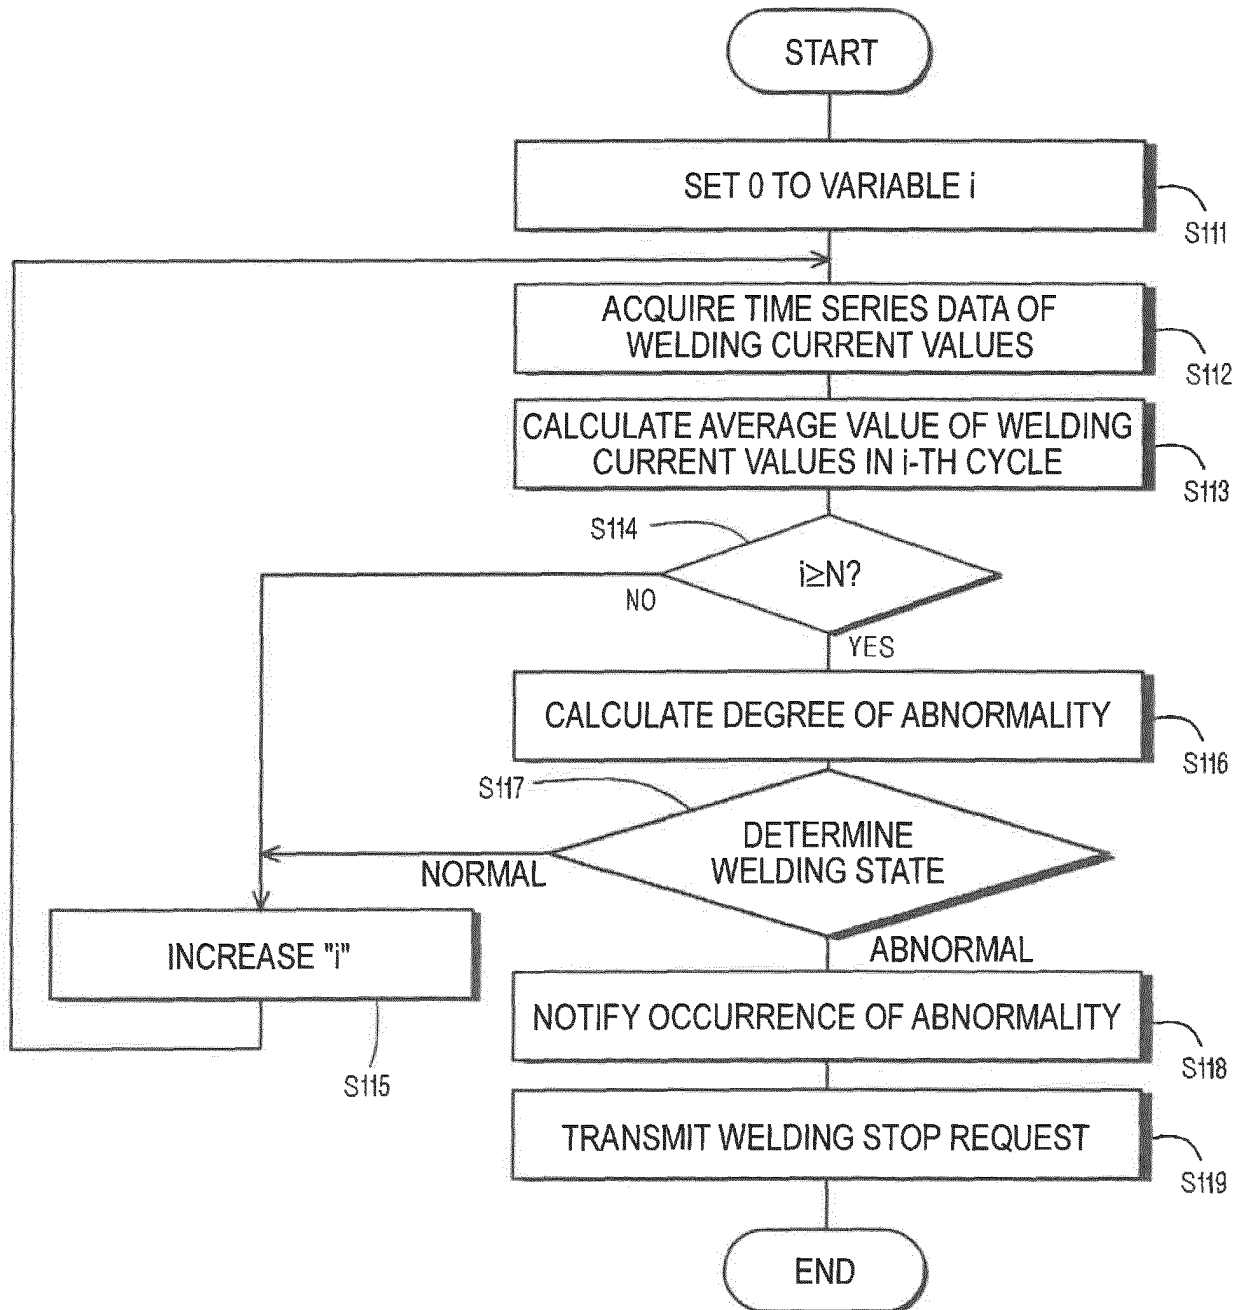 START
SET 0 TO VARIABLE i
S111
ACQUIRE TIME SERIES DATA OF
WELDING CURRENT VALUES
S112
CALCULATE AVERAGE VALUE OF WELDING
CURRENT VALUES IN i-TH CYCLE
S113
S114
i≥N?
NO
YES
CALCULATE DEGREE OF ABNORMALITY
S116
S117
DETERMINE
WELDING STATE
NORMAL
ABNORMAL
INCREASE "i"
S115
NOTIFY OCCURRENCE OF ABNORMALITY
S118
TRANSMIT WELDING STOP REQUEST
S119
END